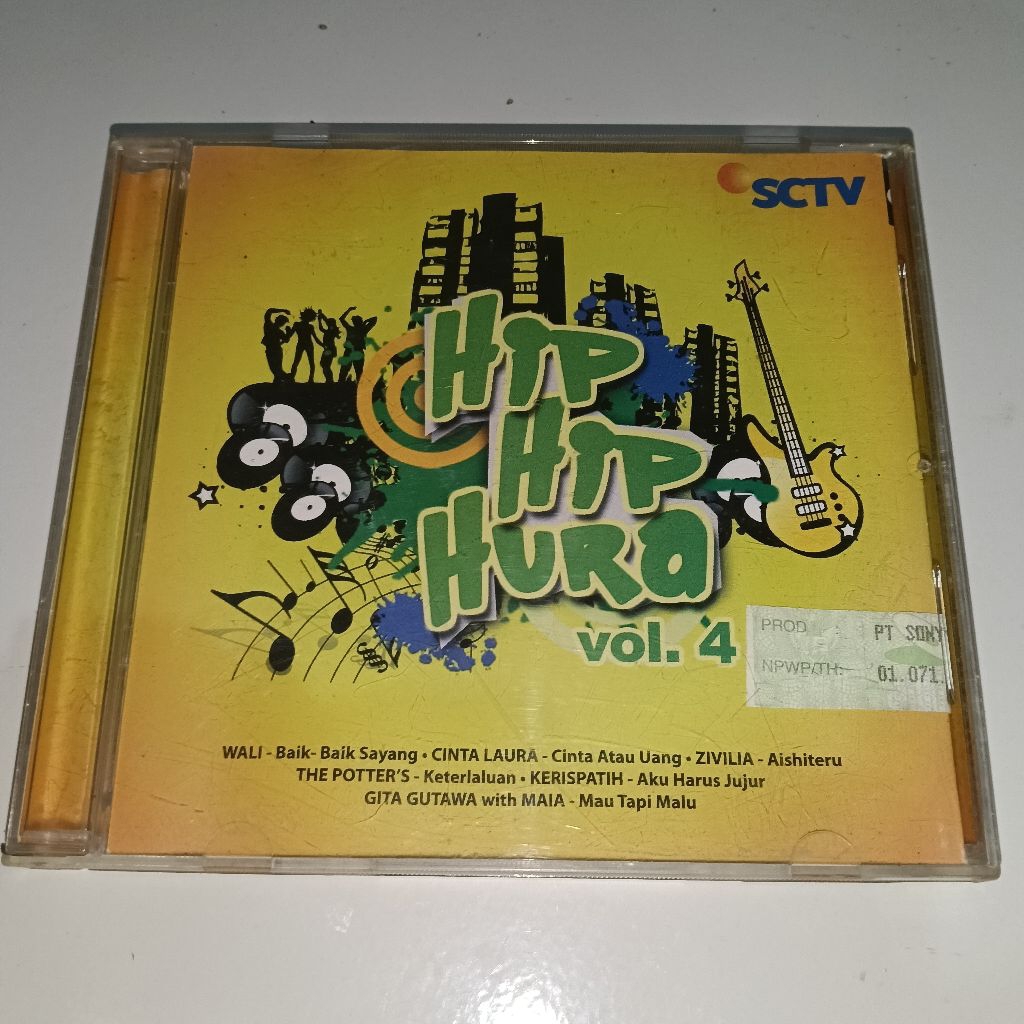 SCTV
HIP
HIP
HURA
vol. 4
PROD PT SONY
NPWP/TH: 01.071.
WALI - Baik- Baik Sayang • CINTA LAURA - Cinta Atau Uang • ZIVILIA - Aishiteru
THE POTTER'S - Keterlaluan • KERISPATIH - Aku Harus Jujur
GITA GUTAWA with MAIA - Mau Tapi Malu